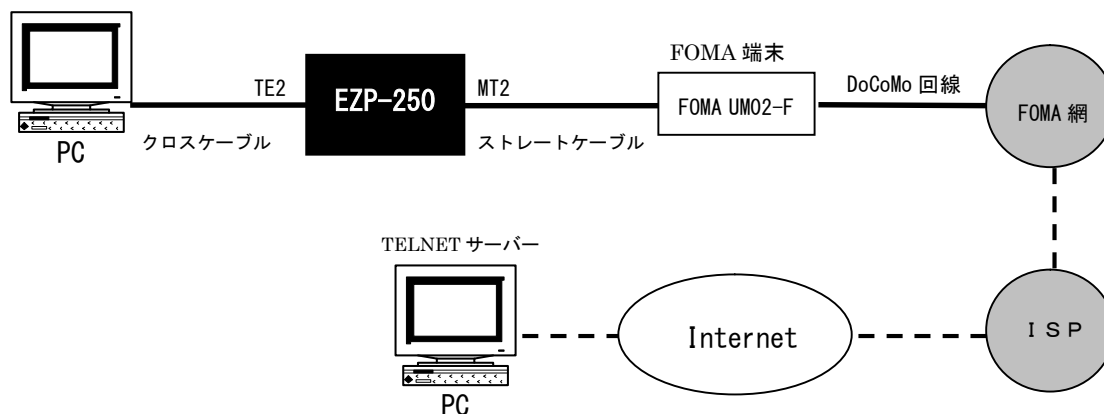 FOMA 端末
TE2
EZP-250
MT2
FOMA UM02-F
DoCoMo 回線
FOMA 網
PC
クロスケーブル
ストレートケーブル
TELNET サーバー
Internet
ＩＳＰ
PC